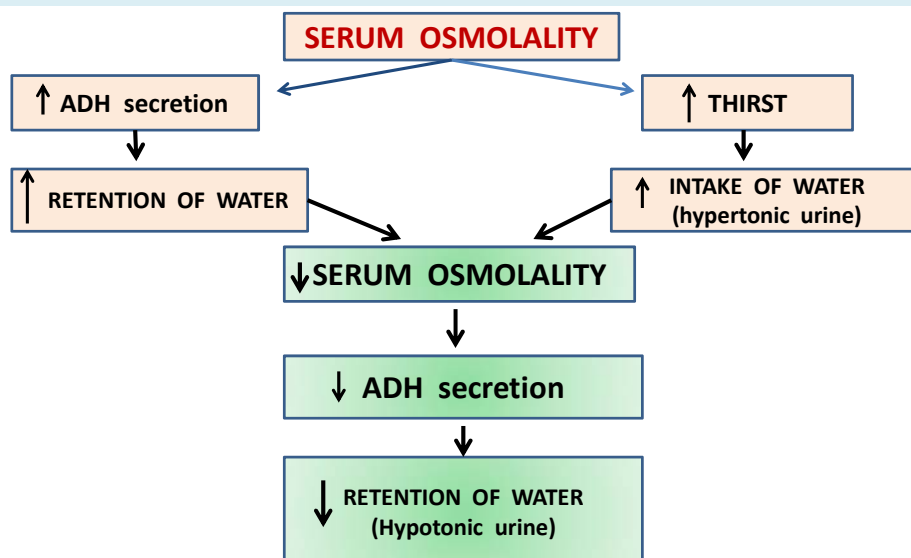 SERUM OSMOLALITY
ADH secretion
THIRST
RETENTION OF WATER
INTAKE OF WATER
(hypertonic urine)
SERUM OSMOLALITY
ADH secretion
RETENTION OF WATER
(Hypotonic urine)